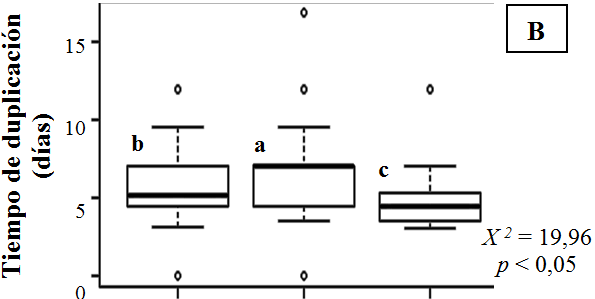 Tiempo de duplicación
(días)
15
10
5
0
b
a
c
B
X² = 19,96
p < 0,05